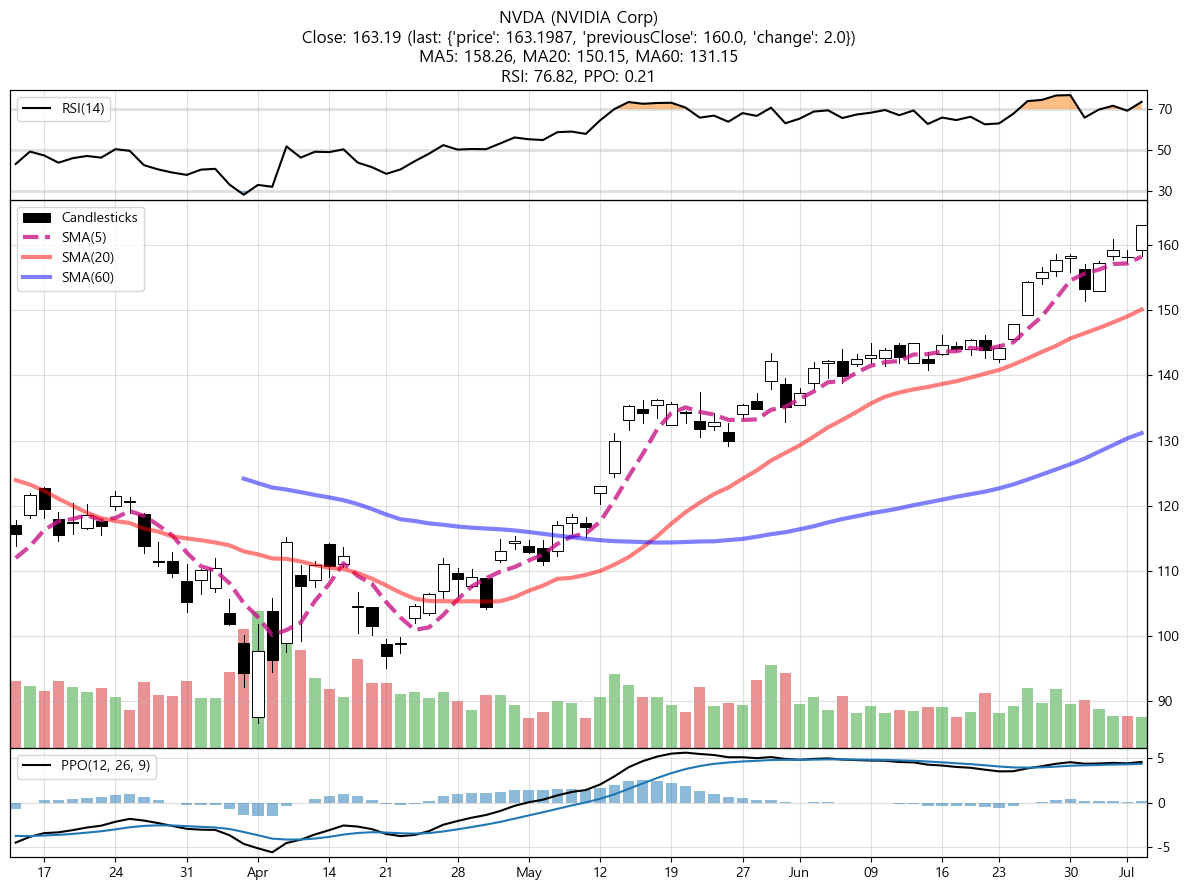 NVDA (NVIDIA Corp)
Close: 163.19 (last: {'price': 163.1987, 'previousClose': 160.0, 'change': 2.0})
MA5: 158.26, MA20: 150.15, MA60: 131.15
RSI: 76.82, PPO: 0.21
RSI(14)
70
50
30
Candlesticks
SMA(5)
SMA(20)
SMA(60)
160
150
140
130
120
110
100
90
PPO(12, 26, 9)
5
0
-5
17 24 31 Apr 14 21 28 May 12 19 27 Jun 09 16 23 30 Jul